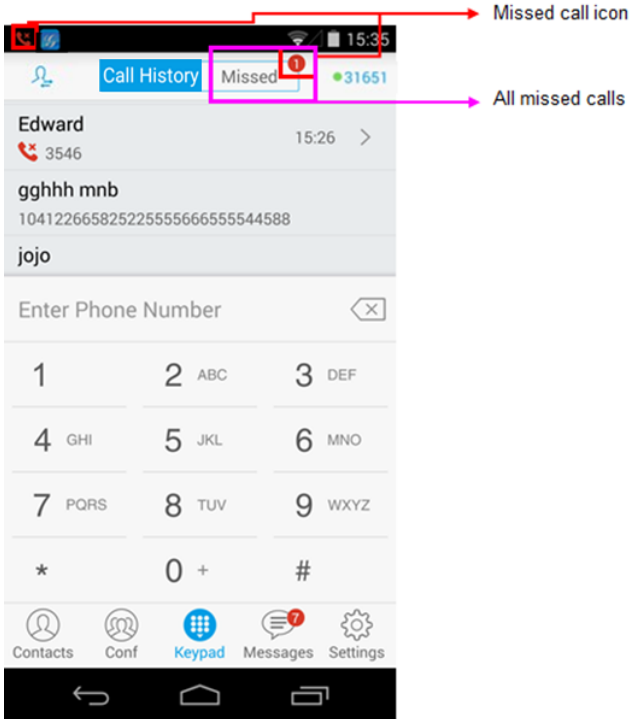 Missed call icon
15:35
Call History
Missed
1
31651
All missed calls
Edward
15:26
3546
gghhh mnb
10412266582522555566655554​4588
jojo
Enter Phone Number
1
2 ABC
3 DEF
4 GHI
5 JKL
6 MNO
7 PQRS
8 TUV
9 WXYZ
*
0 +
#
7
Contacts
Conf
Keypad
Messages
Settings